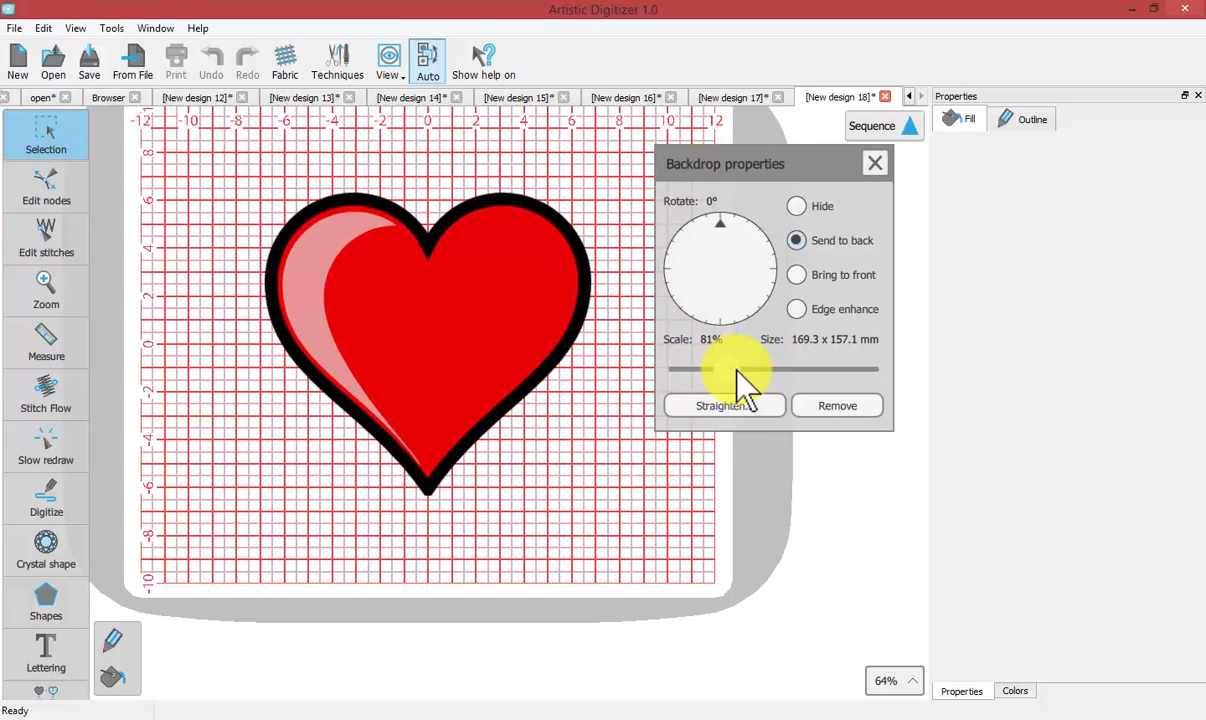 Artistic Digitizer 1.0
File Edit View Tools Window Help
New Open Save From File Print Undo Redo Fabric Techniques View Auto Show help on
open* Browser [New design 12]* [New design 13]* [New design 14]* [New design 15]* [New design 16]* [New design 17]* [New design 18]* Properties
-12 -10 -8 -6 -4 -2 0 2 4 6 8 10 12
Sequence
Fill Outline
Selection
Edit nodes
Edit stitches
Zoom
Measure
Stitch Flow
Slow redraw
Digitize
Crystal shape
Shapes
Lettering
8
6
4
2
0
-2
-4
-6
-8
-10
Backdrop properties
Rotate: 0°
Hide
Send to back
Bring to front
Edge enhance
Scale: 81% Size: 169.3 x 157.1 mm
Straighten... Remove
64%
Properties Colors
Ready